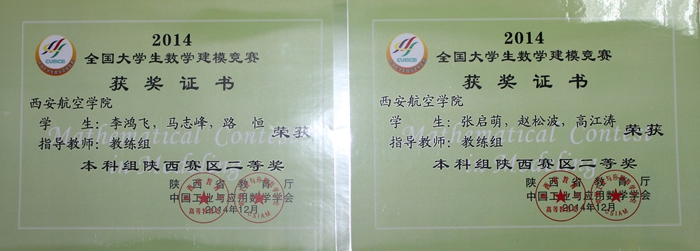 2014
全国大学生数学建模竞赛
获奖证书
西安航空学院
学 生：李鸿飞，马志峰，路 恒
荣获
指导教师：教练组
本科组陕西赛区二等奖
陕西省教育厅
中国工业与应用数学学会
2014年12月
2014
全国大学生数学建模竞赛
获奖证书
西安航空学院
学 生：张启萌，赵松波，高江涛
荣获
指导教师：教练组
本科组陕西赛区二等奖
陕西省教育厅
中国工业与应用数学学会
2014年12月